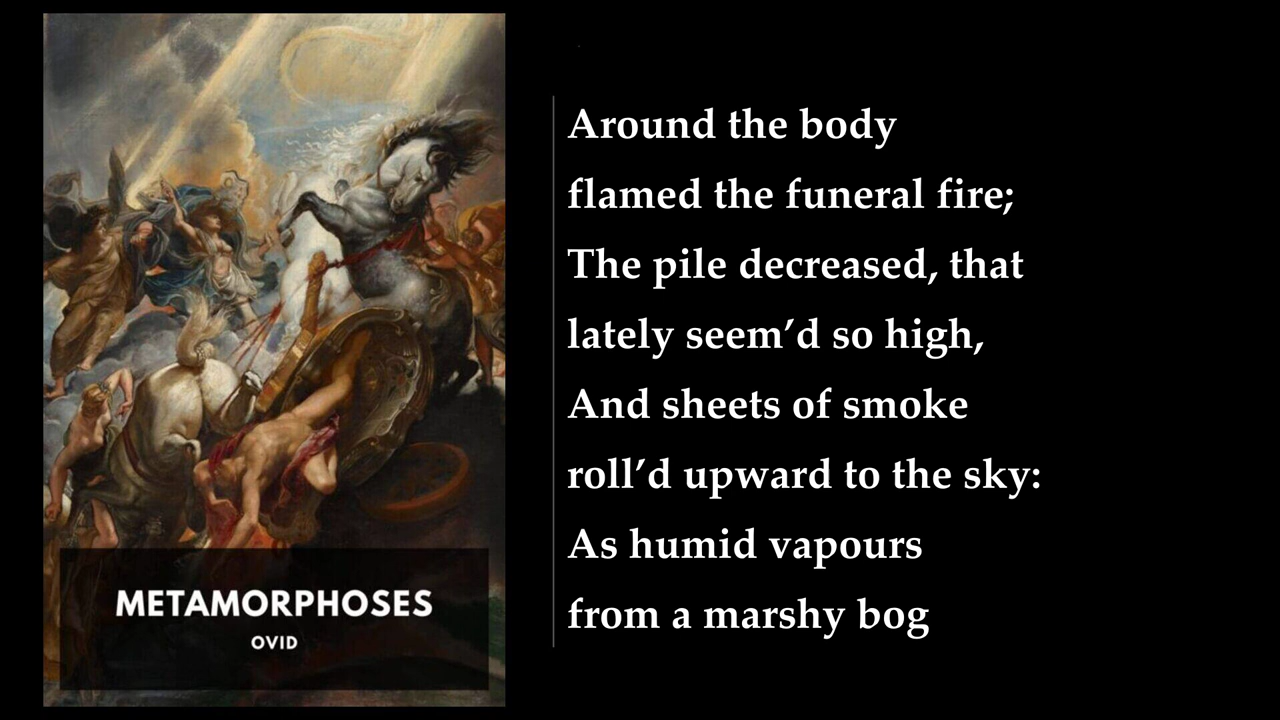 METAMORPHOSES
OVID
Around the body
flamed the funeral fire;
The pile decreased, that
lately seem’d so high,
And sheets of smoke
roll’d upward to the sky:
As humid vapours
from a marshy bog